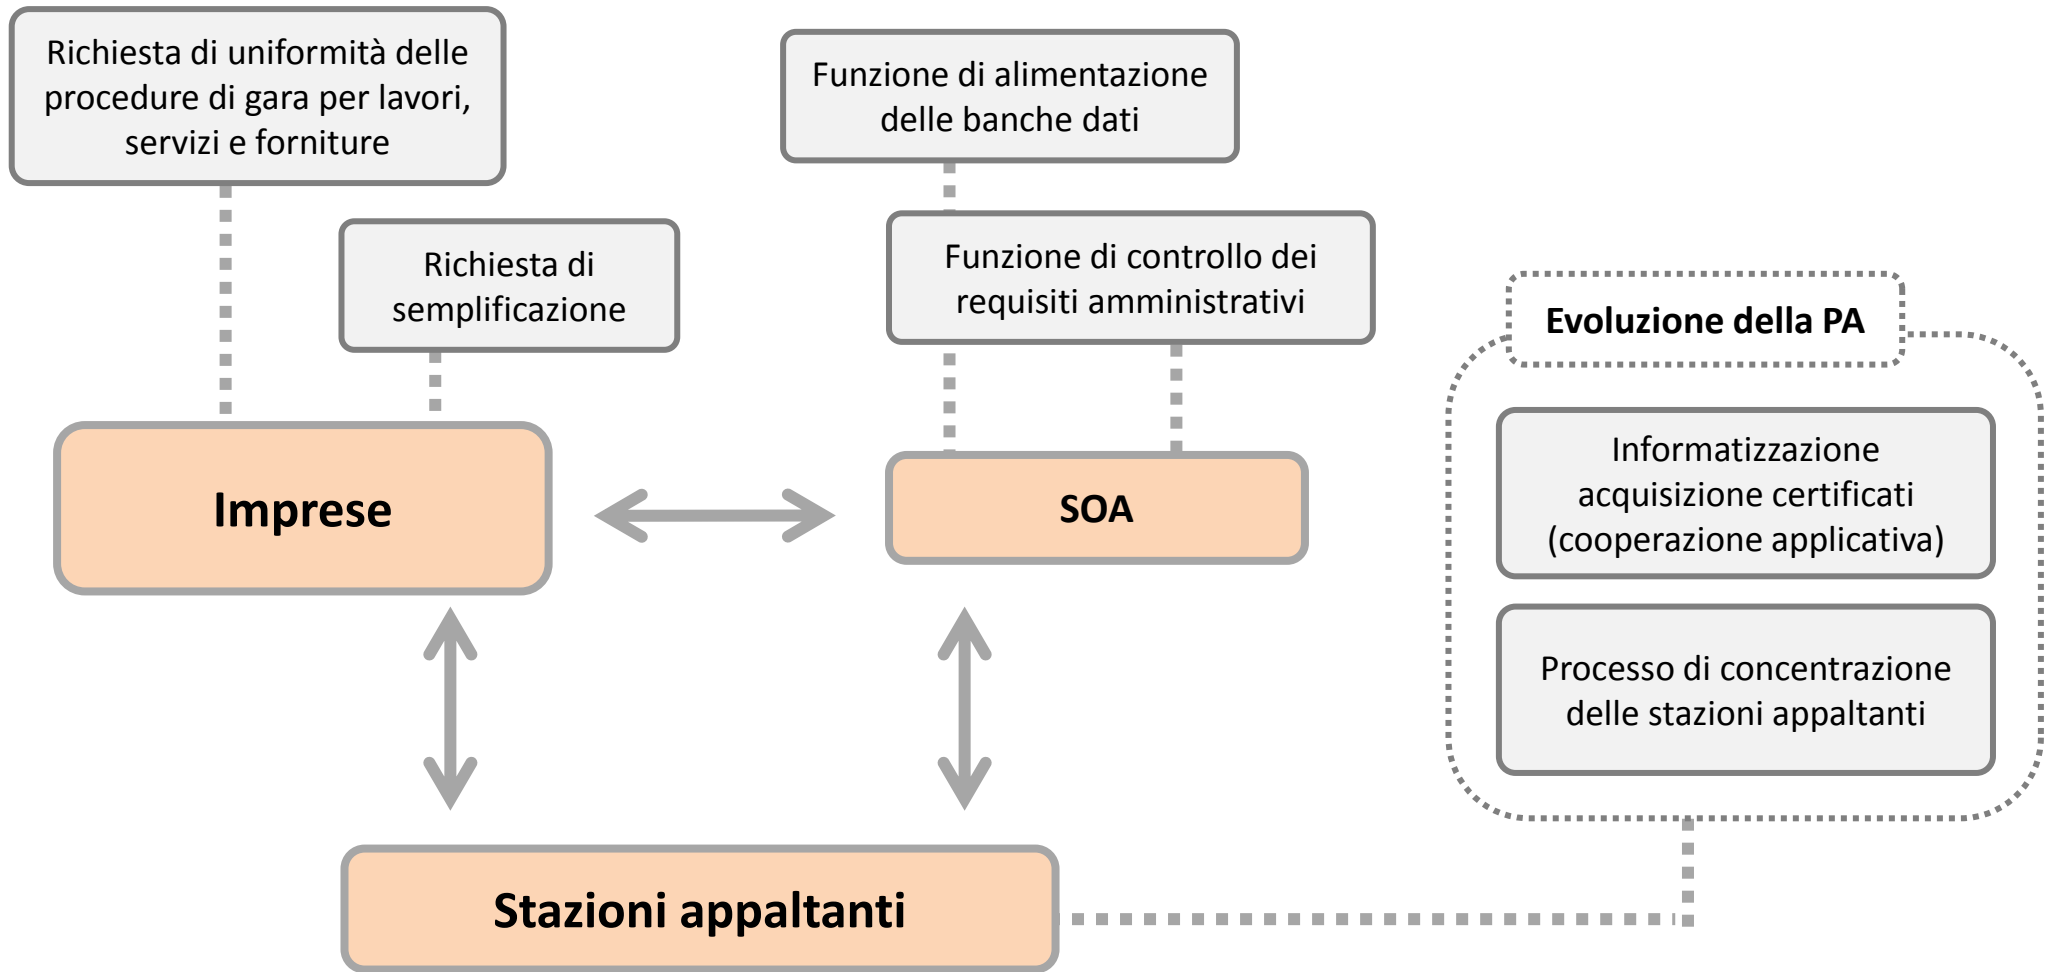 Richiesta di uniformità delle
procedure di gara per lavori,
servizi e forniture
Funzione di alimentazione
delle banche dati
Richiesta di
semplificazione
Funzione di controllo dei
requisiti amministrativi
Evoluzione della PA
Informatizzazione
acquisizione certificati
(cooperazione applicativa)
Imprese
SOA
Processo di concentrazione
delle stazioni appaltanti
Stazioni appaltanti